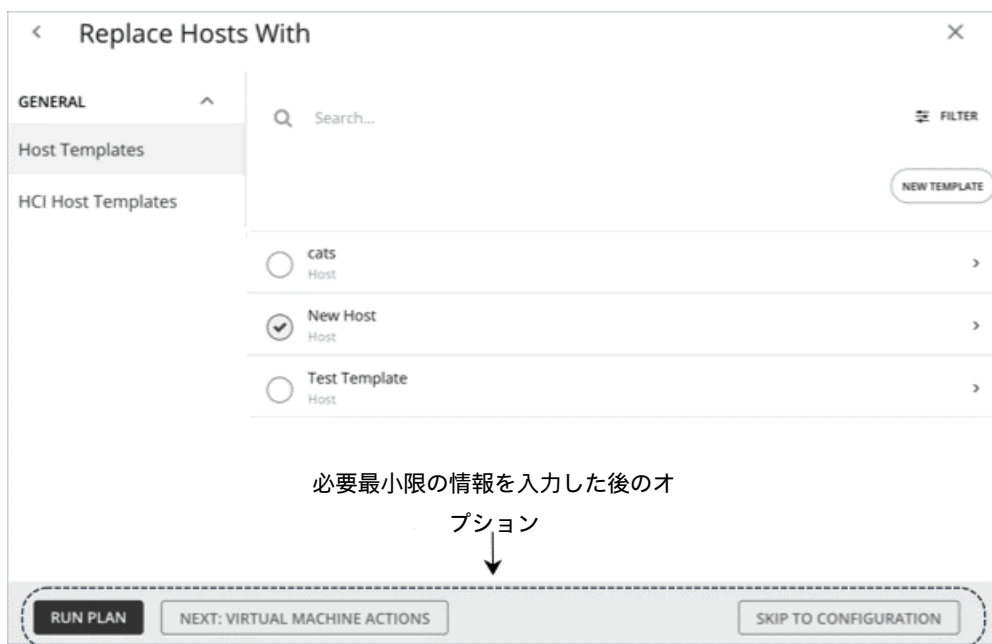 Replace Hosts With
GENERAL
Host Templates
HCI Host Templates
Search...
FILTER
NEW TEMPLATE
cats
Host
New Host
Host
Test Template
Host
必要最小限の情報を入力した後のオ
プション
RUN PLAN
NEXT: VIRTUAL MACHINE ACTIONS
SKIP TO CONFIGURATION